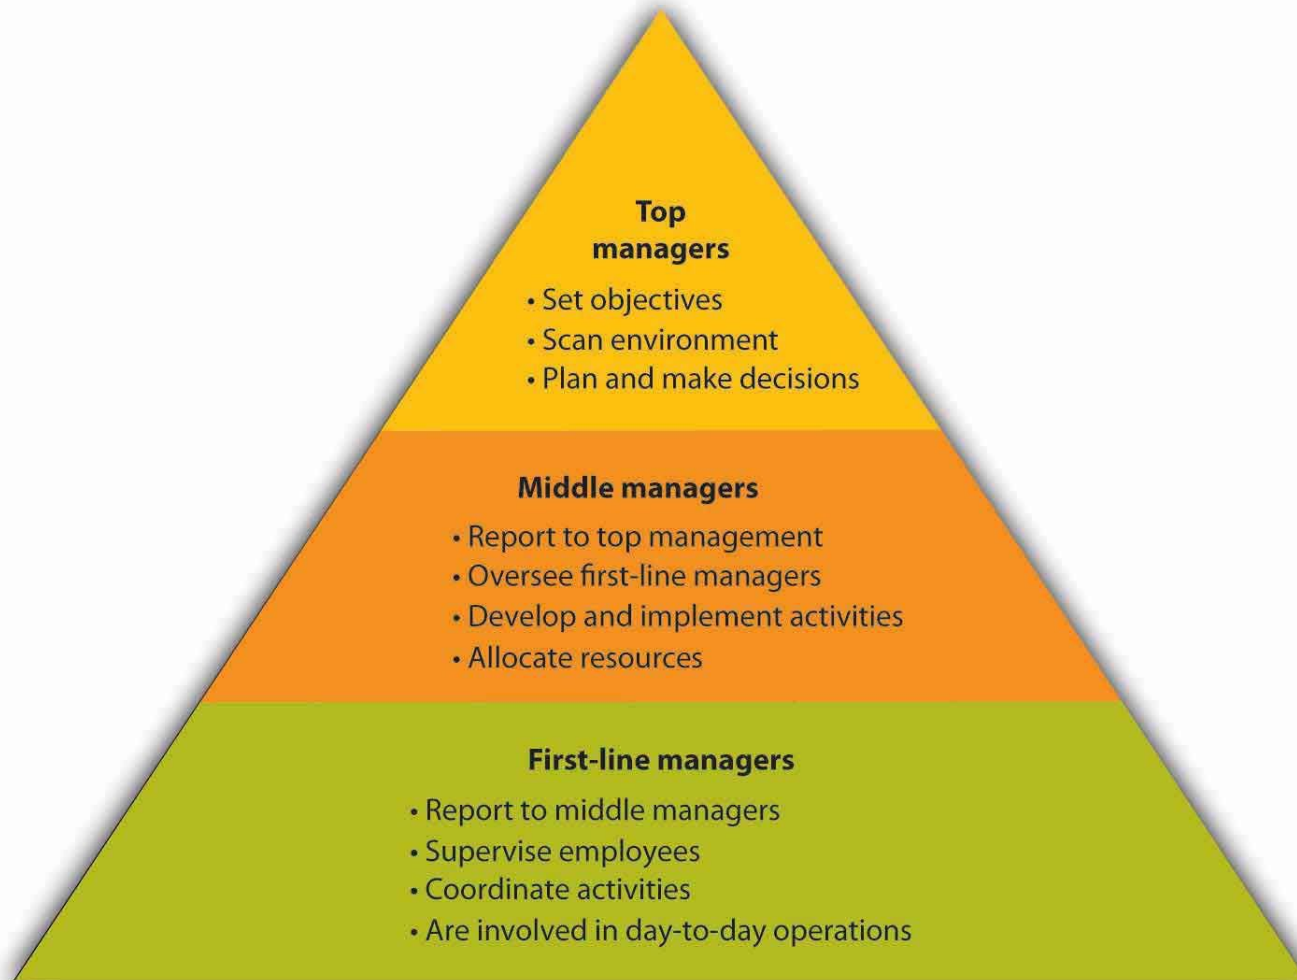 Top
managers
• Set objectives
• Scan environment
• Plan and make decisions
Middle managers
• Report to top management
• Oversee first-line managers
• Develop and implement activities
• Allocate resources
First-line managers
• Report to middle managers
• Supervise employees
• Coordinate activities
• Are involved in day-to-day operations